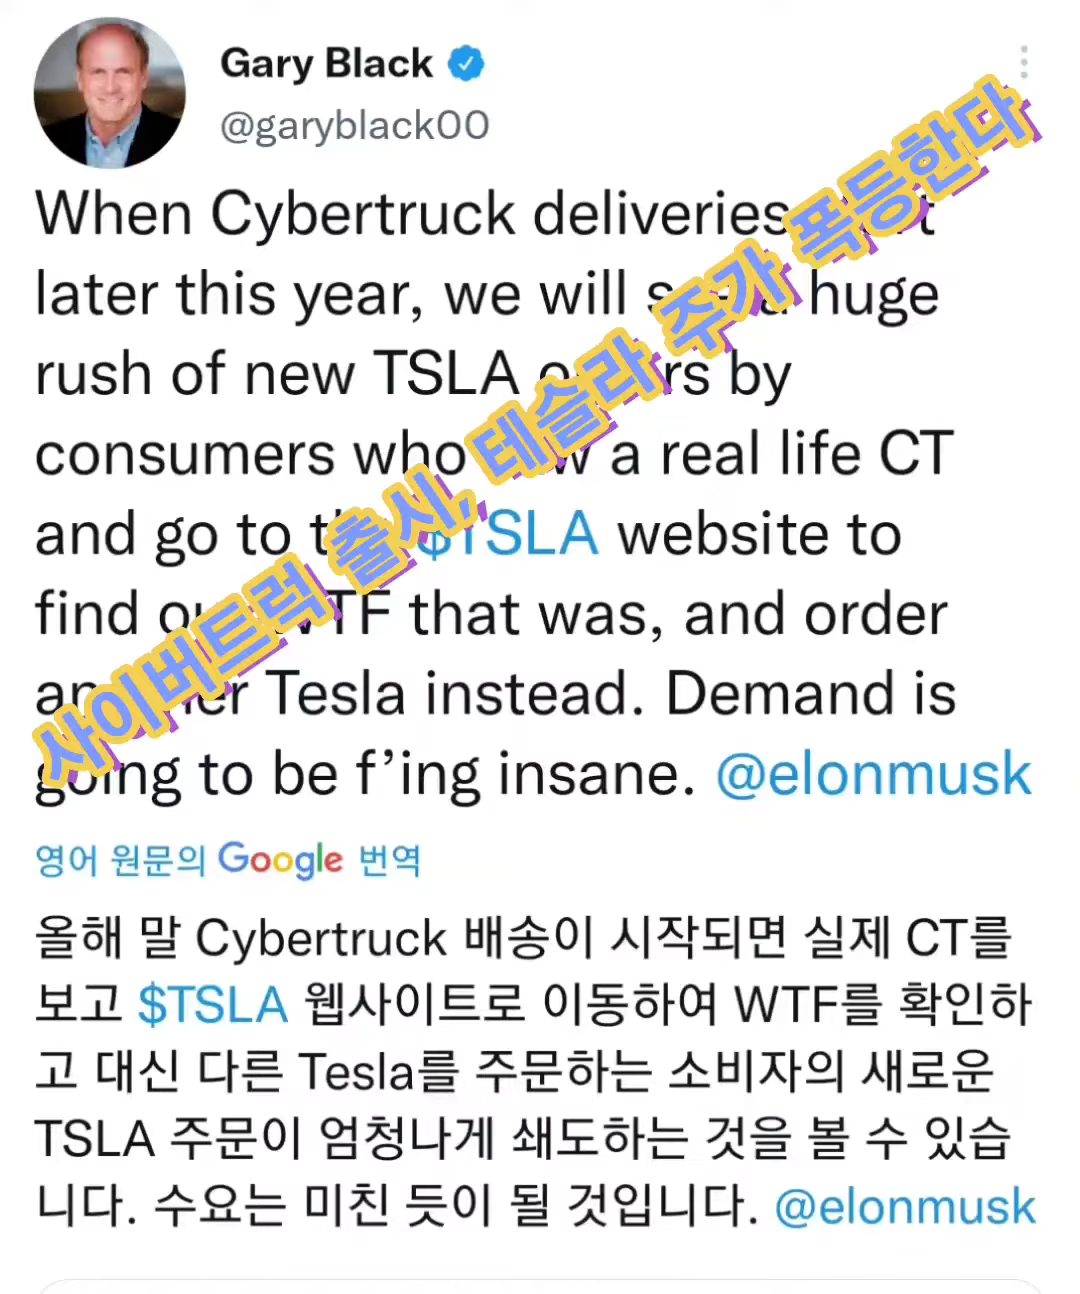 Gary Black
@garyblack00
When Cybertruck deliveries
later this year, we will huge
rush of new TSLA by
consumers who a real life CT
and go to $TSLA website to
find WTF that was, and order
Tesla instead. Demand is
going to be f’ing insane. @elonmusk
사이버트럭 출시, 테슬라 주가 폭등한다
영어 원문의 Google 번역
올해 말 Cybertruck 배송이 시작되면 실제 CT를
보고 $TSLA 웹사이트로 이동하여 WTF를 확인하
고 대신 다른 Tesla를 주문하는 소비자의 새로운
TSLA 주문이 엄청나게 쇄도하는 것을 볼 수 있습
니다. 수요는 미친 듯이 될 것입니다. @elonmusk